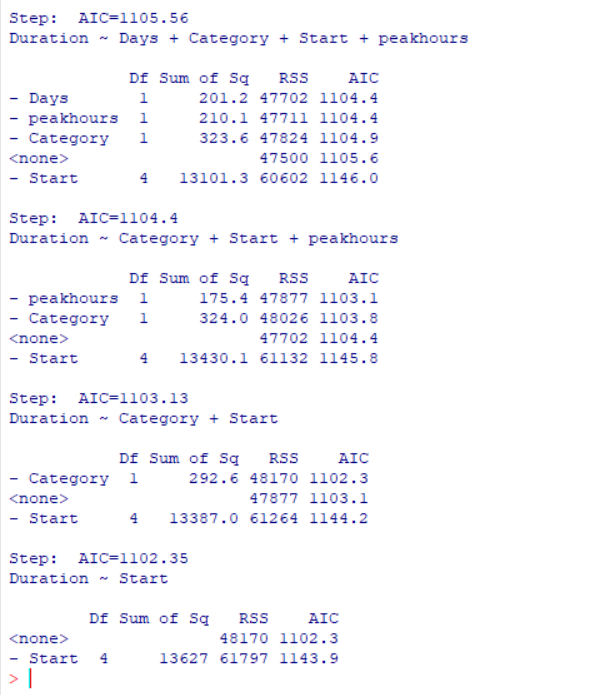 Step:  AIC=1105.56
Duration ~ Days + Category + Start + peakhours
            Df Sum of Sq   RSS    AIC
- Days       1     201.2 47702 1104.4
- peakhours  1     210.1 47711 1104.4
- Category   1     323.6 47824 1104.9
<none>                   47500 1105.6
- Start      4   13101.3 60602 1146.0
Step:  AIC=1104.4
Duration ~ Category + Start + peakhours
            Df Sum of Sq   RSS    AIC
- peakhours  1     175.4 47877 1103.1
- Category   1     324.0 48026 1103.8
<none>                   47702 1104.4
- Start      4   13430.1 61132 1145.8
Step:  AIC=1103.13
Duration ~ Category + Start
           Df Sum of Sq   RSS    AIC
- Category  1     292.6 48170 1102.3
<none>                  47877 1103.1
- Start     4   13387.0 61264 1144.2
Step:  AIC=1102.35
Duration ~ Start
        Df Sum of Sq   RSS    AIC
<none>               48170 1102.3
- Start  4     13627 61797 1143.9
>